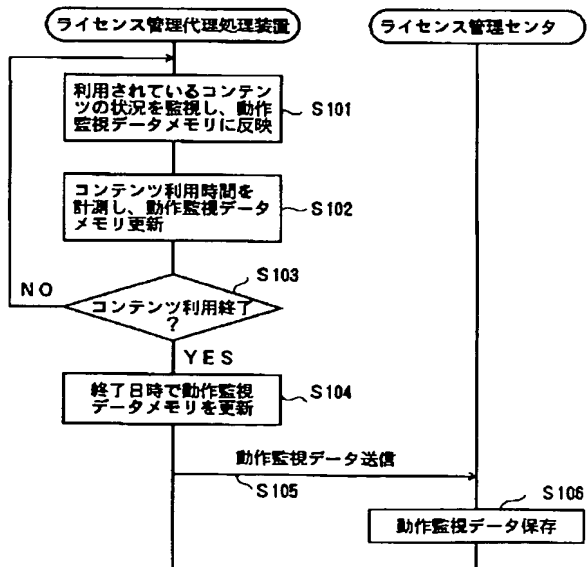 ライセンス管理代理処理装置
ライセンス管理センタ
利用されているコンテン
ツの状況を監視し、動作
監視データメモリに反映
S101
コンテンツ利用時間を
計測し、動作監視データ
メモリ更新
S102
S103
NO
コンテンツ利用終了
?
YES
終了日時で動作監視
データメモリを更新
S104
動作監視データ送信
S105
S106
動作監視データ保存